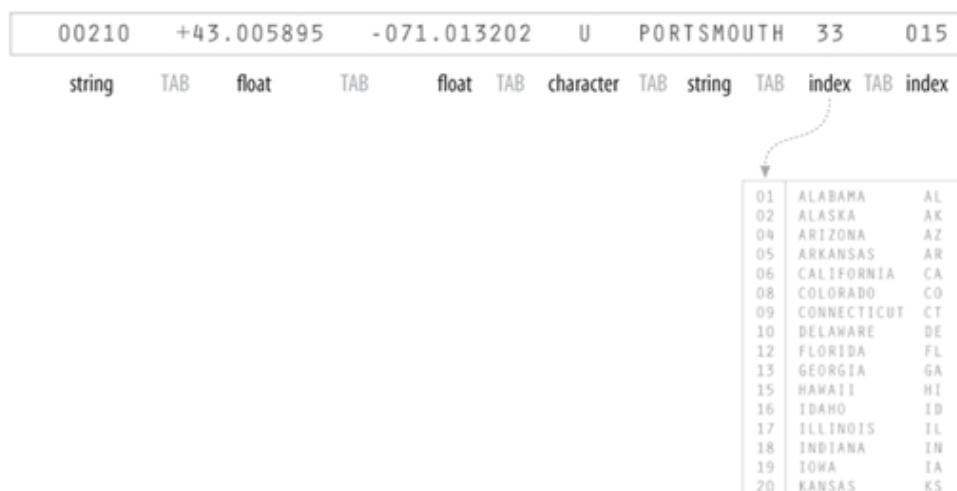 00210 +43.005895 -071.013202 U PORTSMOUTH 33 015
string TAB float TAB float TAB character TAB string TAB index TAB index
01 ALABAMA AL
02 ALASKA AK
04 ARIZONA AZ
05 ARKANSAS AR
06 CALIFORNIA CA
08 COLORADO CO
09 CONNECTICUT CT
10 DELAWARE DE
12 FLORIDA FL
13 GEORGIA GA
15 HAWAII HI
16 IDAHO ID
17 ILLINOIS IL
18 INDIANA IN
19 IOWA IA
20 KANSAS KS